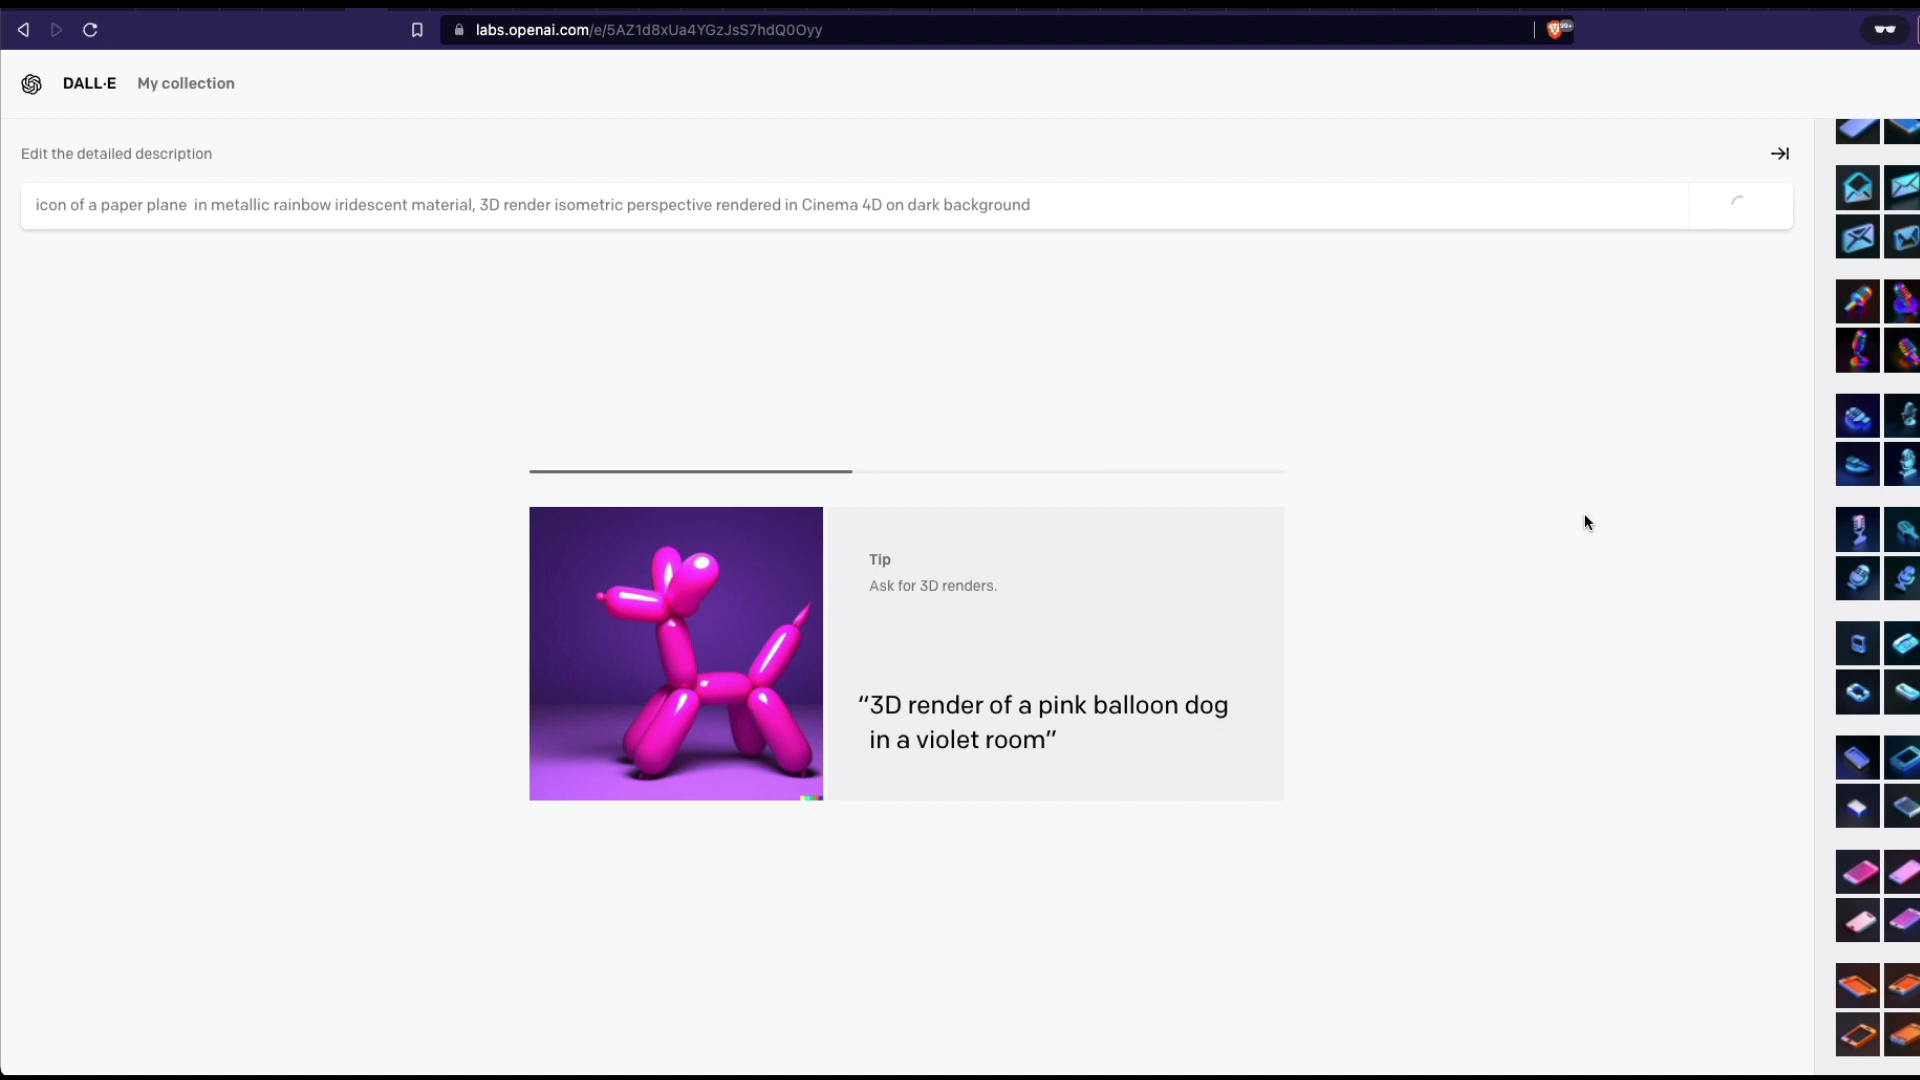 labs.openai.com/e/5AZ1d8xUa4YGzJsS7hdQ0Oyy
99+
DALL·E My collection
Edit the detailed description
icon of a paper plane in metallic rainbow iridescent material, 3D render isometric perspective rendered in Cinema 4D on dark background
Tip
Ask for 3D renders.
“3D render of a pink balloon dog
in a violet room”